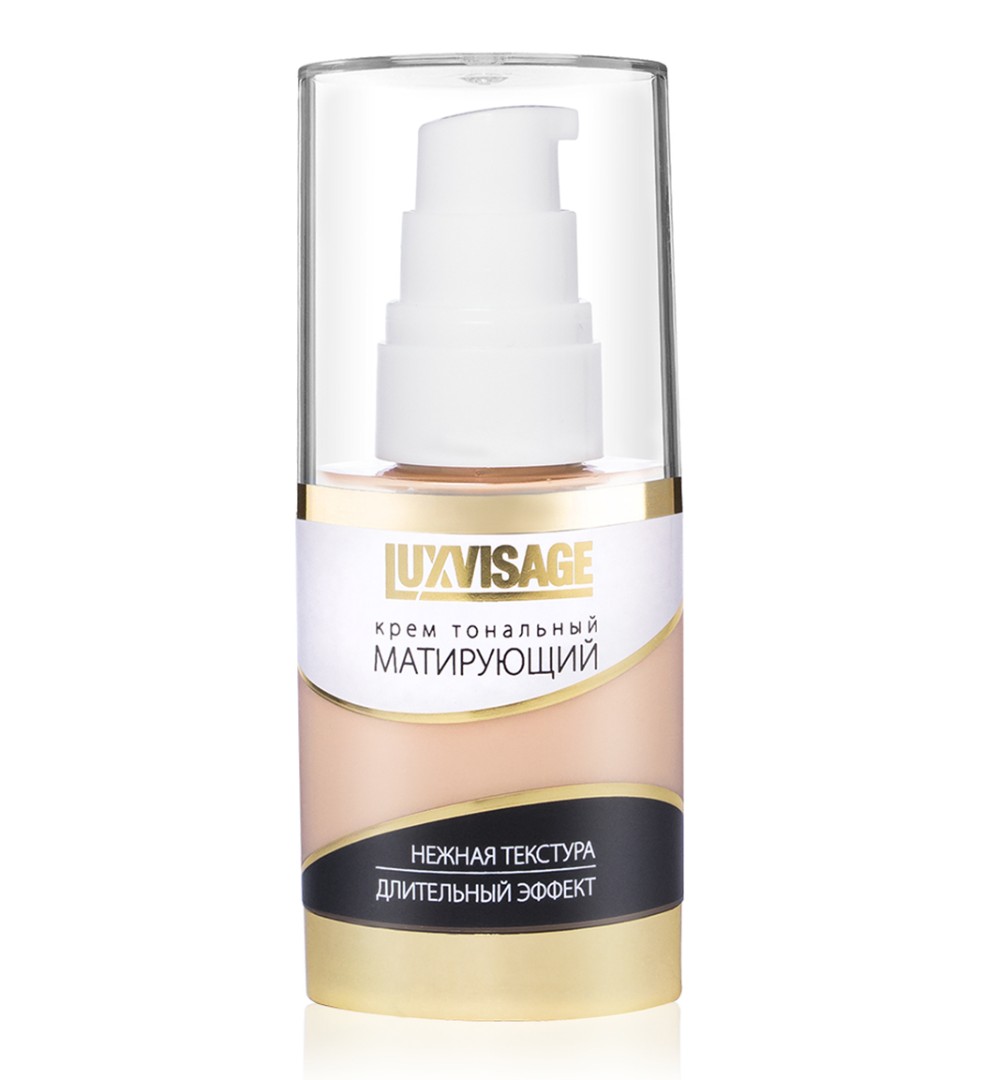 LUXVISAGE
крем тональный
МАТИРУЮЩИЙ
НЕЖНАЯ ТЕКСТУРА
ДЛИТЕЛЬНЫЙ ЭФФЕКТ